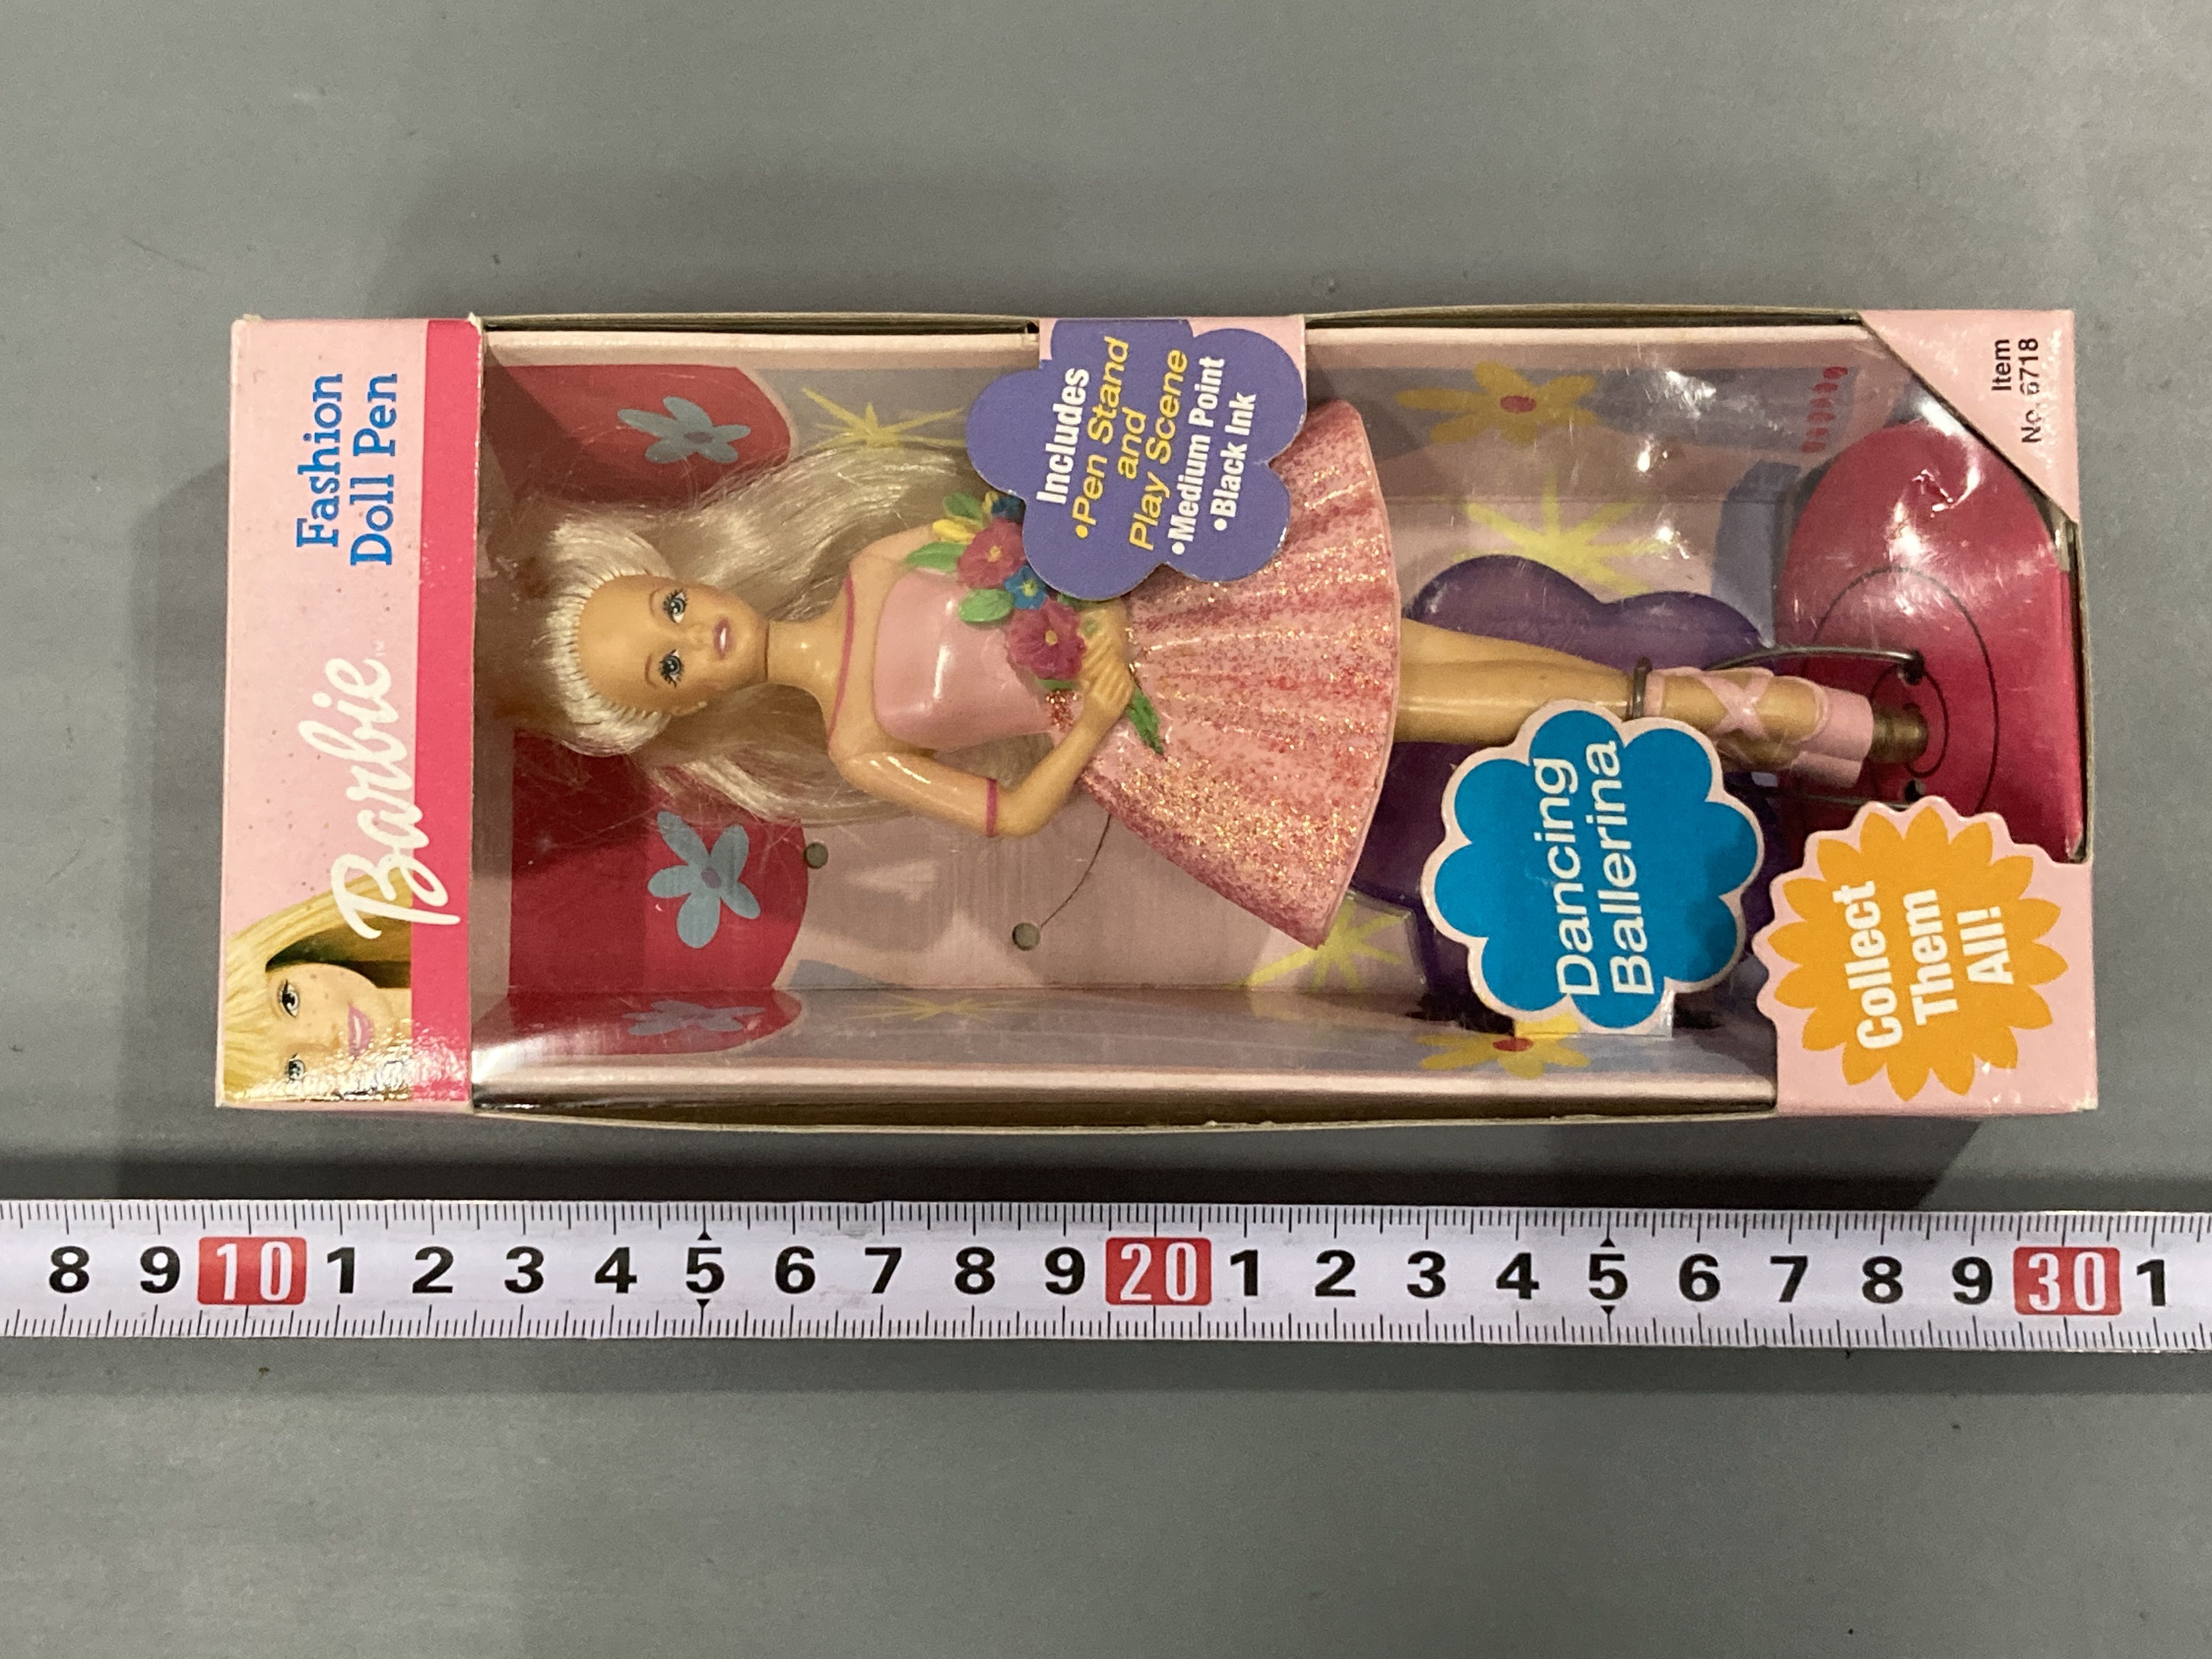 Fashion
Doll Pen
Barbie™
Includes
•Pen Stand
and
Play Scene
•Medium Point
•Black Ink
Dancing
Ballerina
Collect
Them
All!
Item
No. 6718
8 9 10 1 2 3 4 5 6 7 8 9 20 1 2 3 4 5 6 7 8 9 30 1